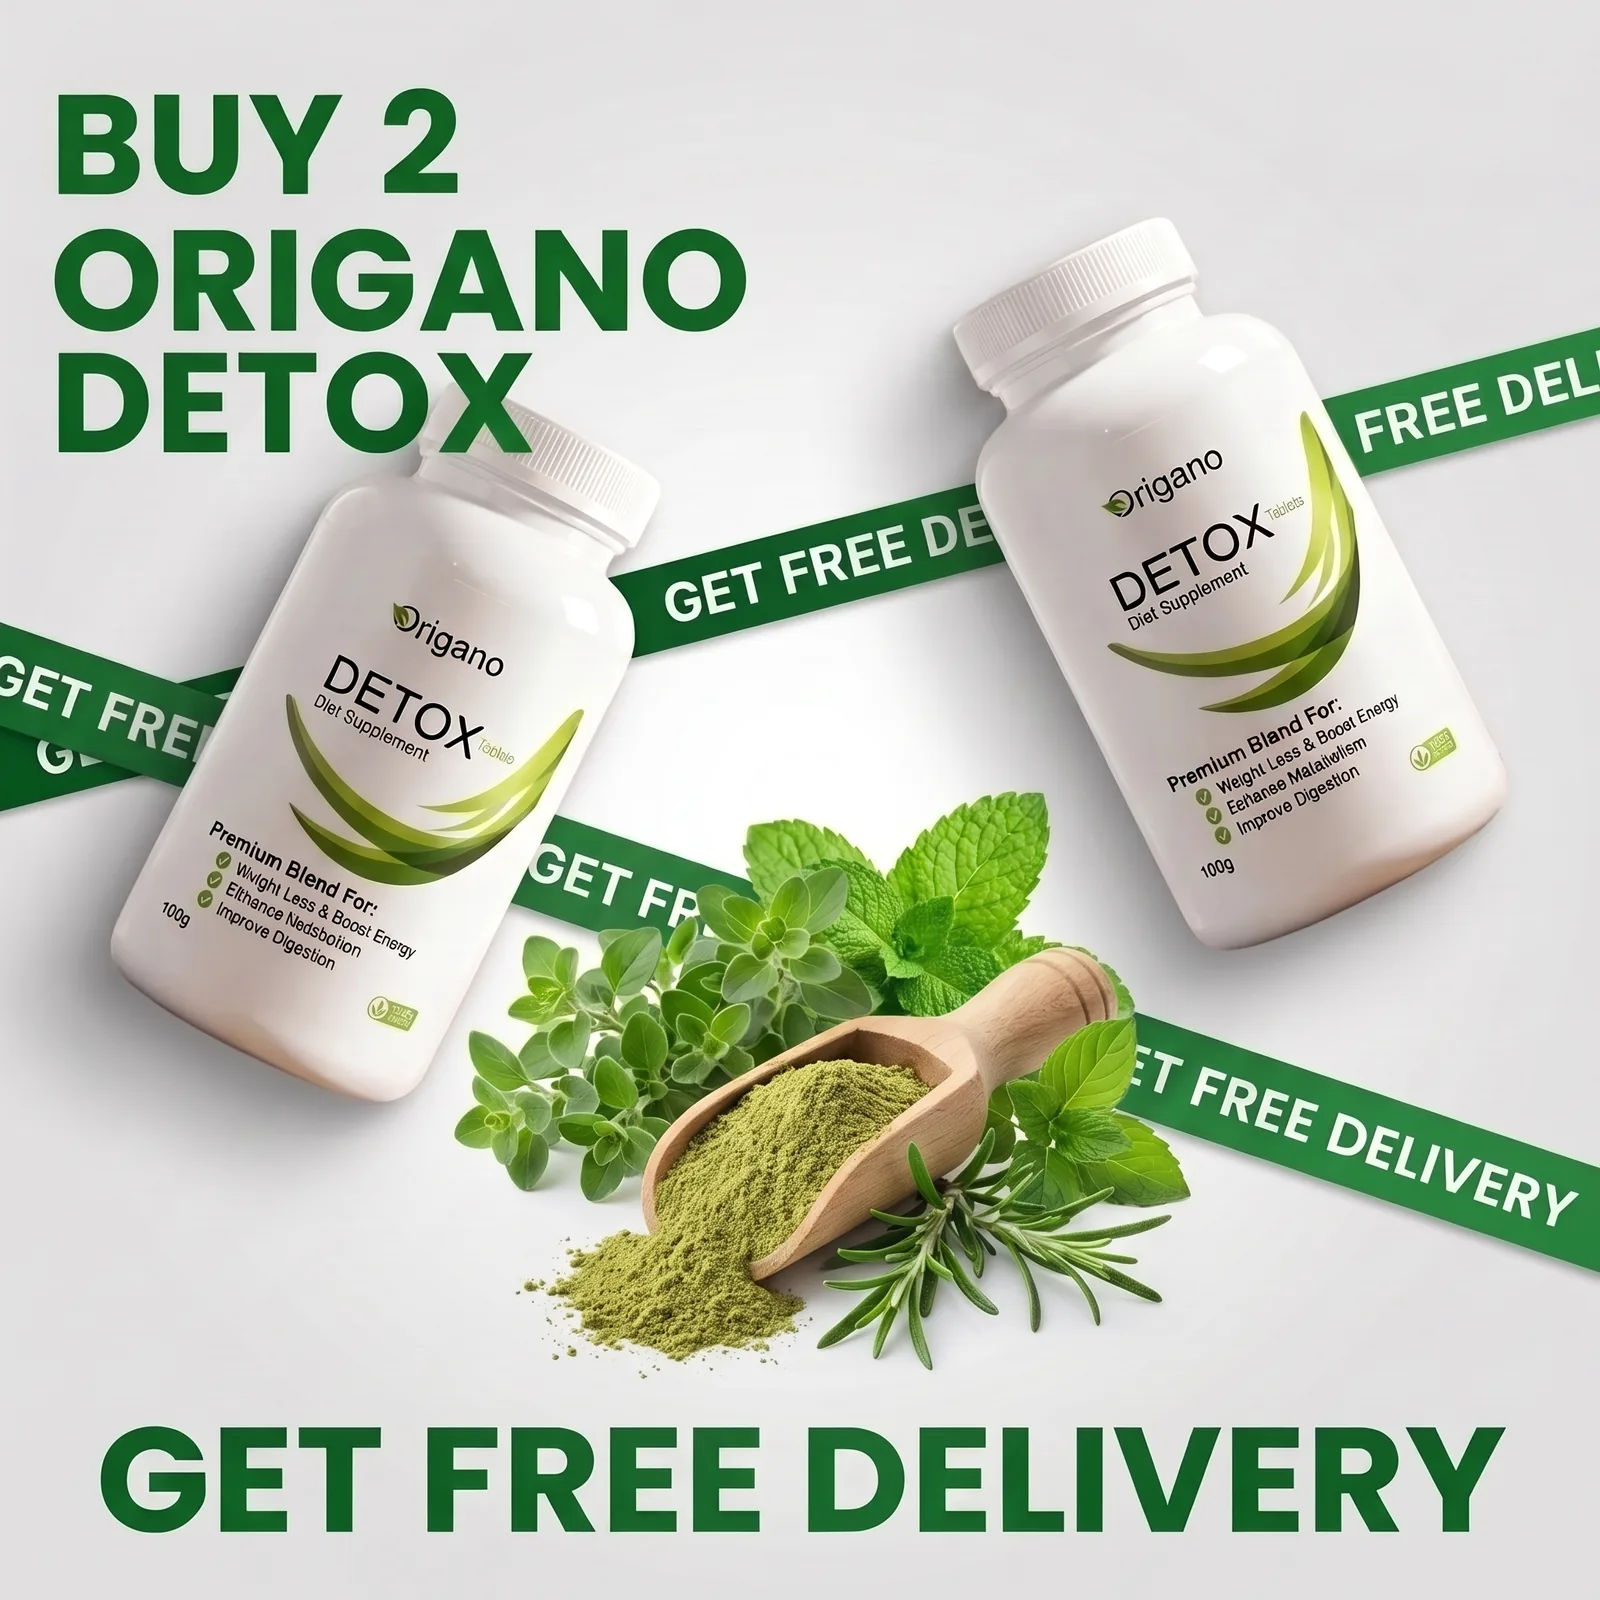 BUY 2
ORIGANO
DETOX
FREE DEL
GET FREE DE
Origano
DETOX Tablets
Diet Supplement
Premium Bland For:
Weight Less & Boost Energy
Improve Digestion
100g
GET FREE
G
Origano
DETOX
Diet Supplement
Premium Blend For:
Wvight Less & Boost Energy
Improve Digestion
100g
GET FR
ET FREE DELIVERY
GET FREE DELIVERY